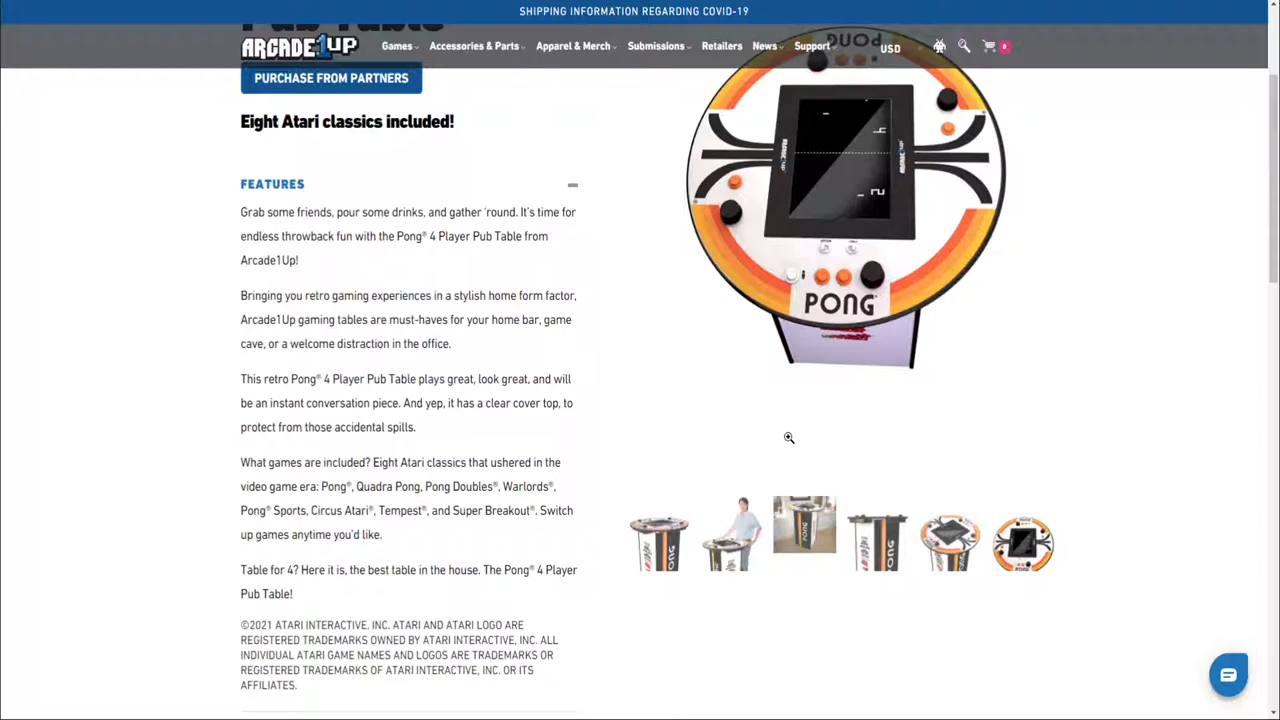 SHIPPING INFORMATION REGARDING COVID-19
Pub Table
ARCADE1UP
Games
Accessories & Parts
Apparel & Merch
Submissions
Retailers
News
Support
USD
0
PURCHASE FROM PARTNERS
Eight Atari classics included!
FEATURES
Grab some friends, pour some drinks, and gather ‘round. It’s time for
endless throwback fun with the Pong® 4 Player Pub Table from
Arcade1Up!
Bringing you retro gaming experiences in a stylish home form factor,
Arcade1Up gaming tables are must-haves for your home bar, game
cave, or a welcome distraction in the office.
This retro Pong® 4 Player Pub Table plays great, look great, and will
be an instant conversation piece. And yep, it has a clear cover top, to
protect from those accidental spills.
What games are included? Eight Atari classics that ushered in the
video game era: Pong®, Quadra Pong, Pong Doubles®, Warlords®,
Pong® Sports, Circus Atari®, Tempest®, and Super Breakout®. Switch
up games anytime you’d like.
Table for 4? Here it is, the best table in the house. The Pong® 4 Player
Pub Table!
©2021 ATARI INTERACTIVE, INC. ATARI AND ATARI LOGO ARE
REGISTERED TRADEMARKS OWNED BY ATARI INTERACTIVE, INC. ALL
INDIVIDUAL ATARI GAME NAMES AND LOGOS ARE TRADEMARKS OR
REGISTERED TRADEMARKS OF ATARI INTERACTIVE, INC. OR ITS
AFFILIATES.
PONG
ARCADE1UP
ARCADE1UP
PONG®
PONG
PONG
PONG